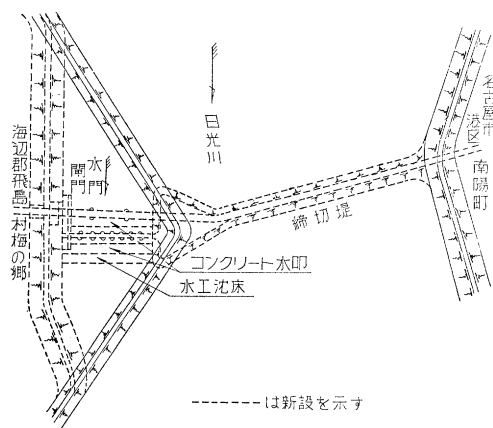 日光川
名古屋市
港区
南陽町
海辺郡飛島村梅の郷
水門
閘門
締切堤
コンクリート水叩
水工沈床
------は新設を示す